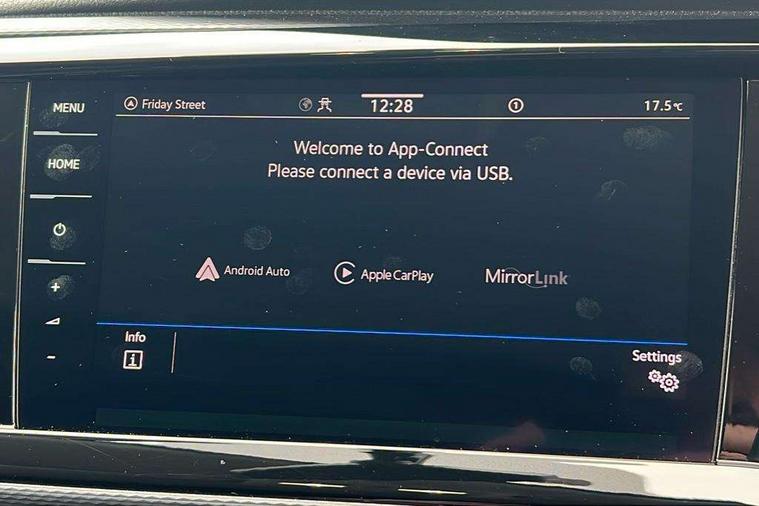 MENU
HOME
Friday Street
12:28
1
17.5°C
Welcome to App-Connect
Please connect a device via USB.
Android Auto
Apple CarPlay
MirrorLink
Info
i
Settings
+
-